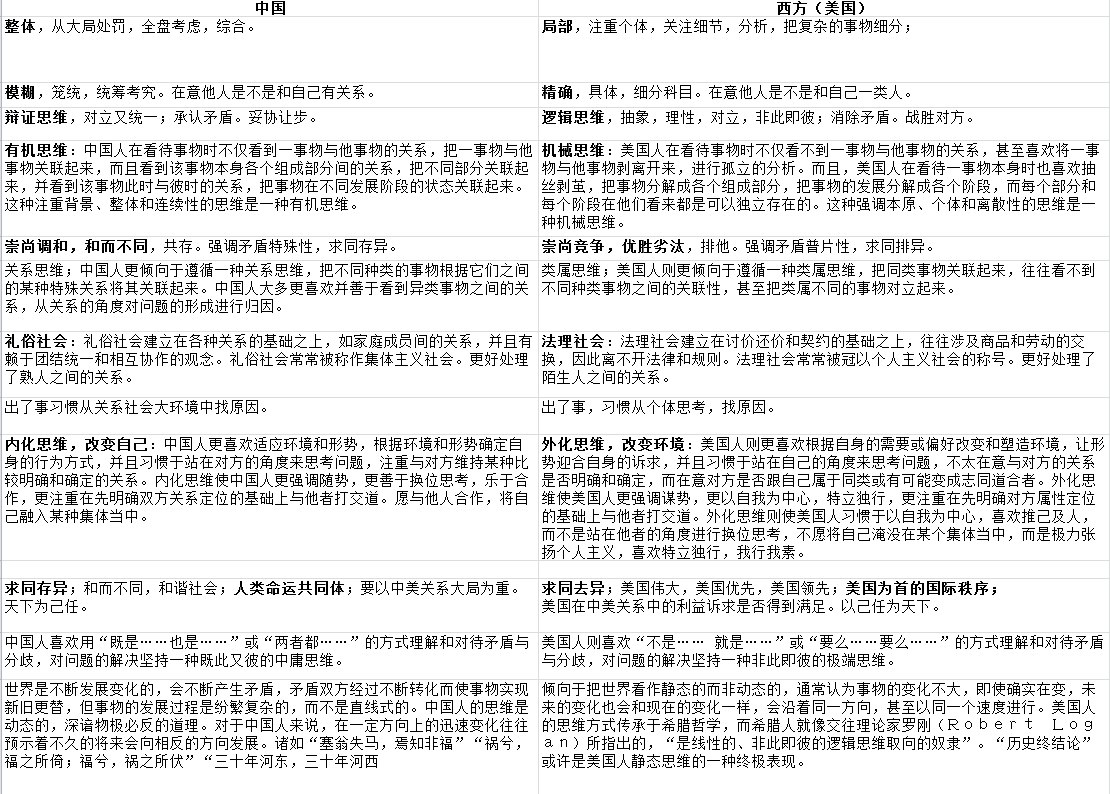 中国
西方（美国）
整体，从大局处罚，全盘考虑，综合。
局部，注重个体，关注细节，分析，把复杂的事物细分；
模糊，笼统，统筹考究。在意他人是不是和自己有关系。
精确，具体，细分科目。在意他人是不是和自己一类人。
辩证思维，对立又统一；承认矛盾。妥协让步。
逻辑思维，抽象，理性，对立，非此即彼；消除矛盾。战胜对方。
有机思维：中国人在看待事物时不仅看到一事物与他事物的关系，把一事物与他
事物关联起来，而且看到该事物本身各个组成部分间的关系，把不同部分关联起
来，并看到该事物此时与彼时的关系，把事物在不同发展阶段的状态关联起来。
这种注重背景、整体和连续性的思维是一种有机思维。
机械思维：美国人在看待事物时不仅看不到一事物与他事物的关系，甚至喜欢将一事
物与他事物剥离开来，进行孤立的分析。而且，美国人在看待一事物本身时也喜欢抽
丝剥茧，把事物分解成各个组成部分，把事物的发展分解成各个阶段，而每个部分和
每个阶段在他们看来都是可以独立存在的。这种强调本原、个体和离散性的思维是一
种机械思维。
崇尚调和，和而不同，共存。强调矛盾特殊性，求同存异。
崇尚竞争，优胜劣汰，排他。强调矛盾普片性，求同排异。
关系思维；中国人更倾向于遵循一种关系思维，把不同种类的事物根据它们之间
的某种特殊关系将其关联起来。中国人大多更喜欢并善于看到异类事物之间的关
系，从关系的角度对问题的形成进行归因。
类属思维；美国人则更倾向于遵循一种类属思维，把同类事物关联起来，往往看不到
不同种类事物之间的关联性，甚至把类属不同的事物对立起来。
礼俗社会：礼俗社会建立在各种关系的基础之上，如家庭成员间的关系，并且有
赖于团结统一和相互协作的观念。礼俗社会常常被称作集体主义社会。更好处理
了熟人之间的关系。
法理社会：法理社会建立在讨价还价和契约的基础之上，往往涉及商品和劳动的交
换，因此离不开法律和规则。法理社会常常被冠以个人主义社会的称号。更好处理了
陌生人之间的关系。
出了事习惯从关系社会大环境中找原因。
出了事，习惯从个体思考，找原因。
内化思维，改变自己：中国人更喜欢适应环境和形势，根据环境和形势确定自
身的行为方式，并且习惯于站在对方的角度来思考问题，注重与对方维持某种比
较明确和确定的关系。内化思维使中国人更强调随势，更善于换位思考，乐于合
作，更注重在先明确双方关系定位的基础上与他者打交道。愿与他人合作，将自
己融入某种集体当中。
外化思维，改变环境：美国人则更喜欢根据自身的需要或偏好改变和塑造环境，让形
势迎合自身的诉求，并且习惯于站在自己的角度来思考问题，不太在意与对方的关系
是否明确和确定，而在意对方是否跟自己属于同类或有可能变成志同道合者。外化思
维使美国人更强调谋势，更以自我为中心，特立独行，更注重在先明确对方属性定位
的基础上与他者打交道。外化思维则使美国人习惯于以自我为中心，喜欢推己及人，
而不是站在他者的角度进行换位思考，不愿将自己淹没在某个集体当中，而是极力张
扬个人主义，喜欢特立独行，我行我素。
求同存异；和而不同，和谐社会；人类命运共同体；要以中美关系大局为重。
天下为己任。
求同去异；美国伟大，美国优先，美国领先；美国为首的国际秩序；
美国在中美关系中的利益诉求是否得到满足。以己任为天下。
中国人喜欢用“既是……也是……”或“两者都……”的方式理解和对待矛盾与
分歧，对问题的解决坚持一种既此又彼的中庸思维。
美国人则喜欢“不是…… 就是……”或“要么……要么……”的方式理解和对待矛盾
与分歧，对问题的解决坚持一种非此即彼的极端思维。
世界是不断发展变化的，会不断产生矛盾，矛盾双方经过不断转化而使事物实现
新旧更替，但事物的发展过程是纷繁复杂的，而不是直线式的。中国人的思维是
动态的，深谙物极必反的道理。对于中国人来说，在一定方向上的迅速变化往往
预示着不久的将来会向相反的方向发展。诸如“塞翁失马，焉知非福”“祸兮，
福之所倚；福兮，祸之所伏”“三十年河东，三十年河西
倾向于把世界看作静态的而非动态的，通常认为事物的变化不大，即使确实在变，未
来的变化也会和现在的变化一样，会沿着同一方向，甚至以同一个速度进行。美国人
的思维方式传承于希腊哲学，而希腊人就像交往理论家罗刚（Ｒｏｂｅｒｔ Ｌｏｇ
ａｎ）所指出的，“是线性的、非此即彼的逻辑思维取向的奴隶”。“历史终结论”
或许是美国人静态思维的一种终极表现。